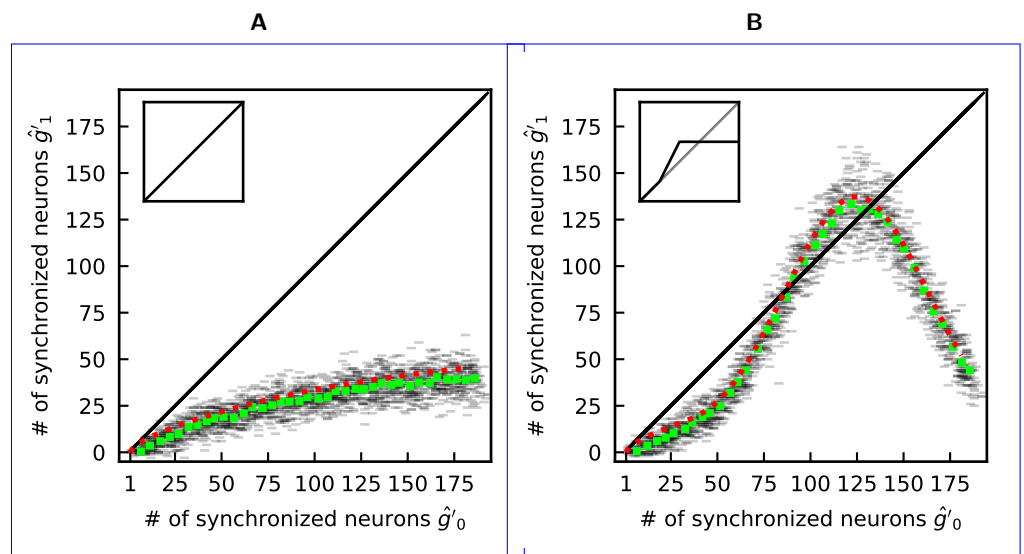 A
B
# of synchronized neurons ĝ′₁
175
150
125
100
75
50
25
0
1 25 50 75 100 125 150 175
# of synchronized neurons ĝ′₀
# of synchronized neurons ĝ′₁
175
150
125
100
75
50
25
0
1 25 50 75 100 125 150 175
# of synchronized neurons ĝ′₀